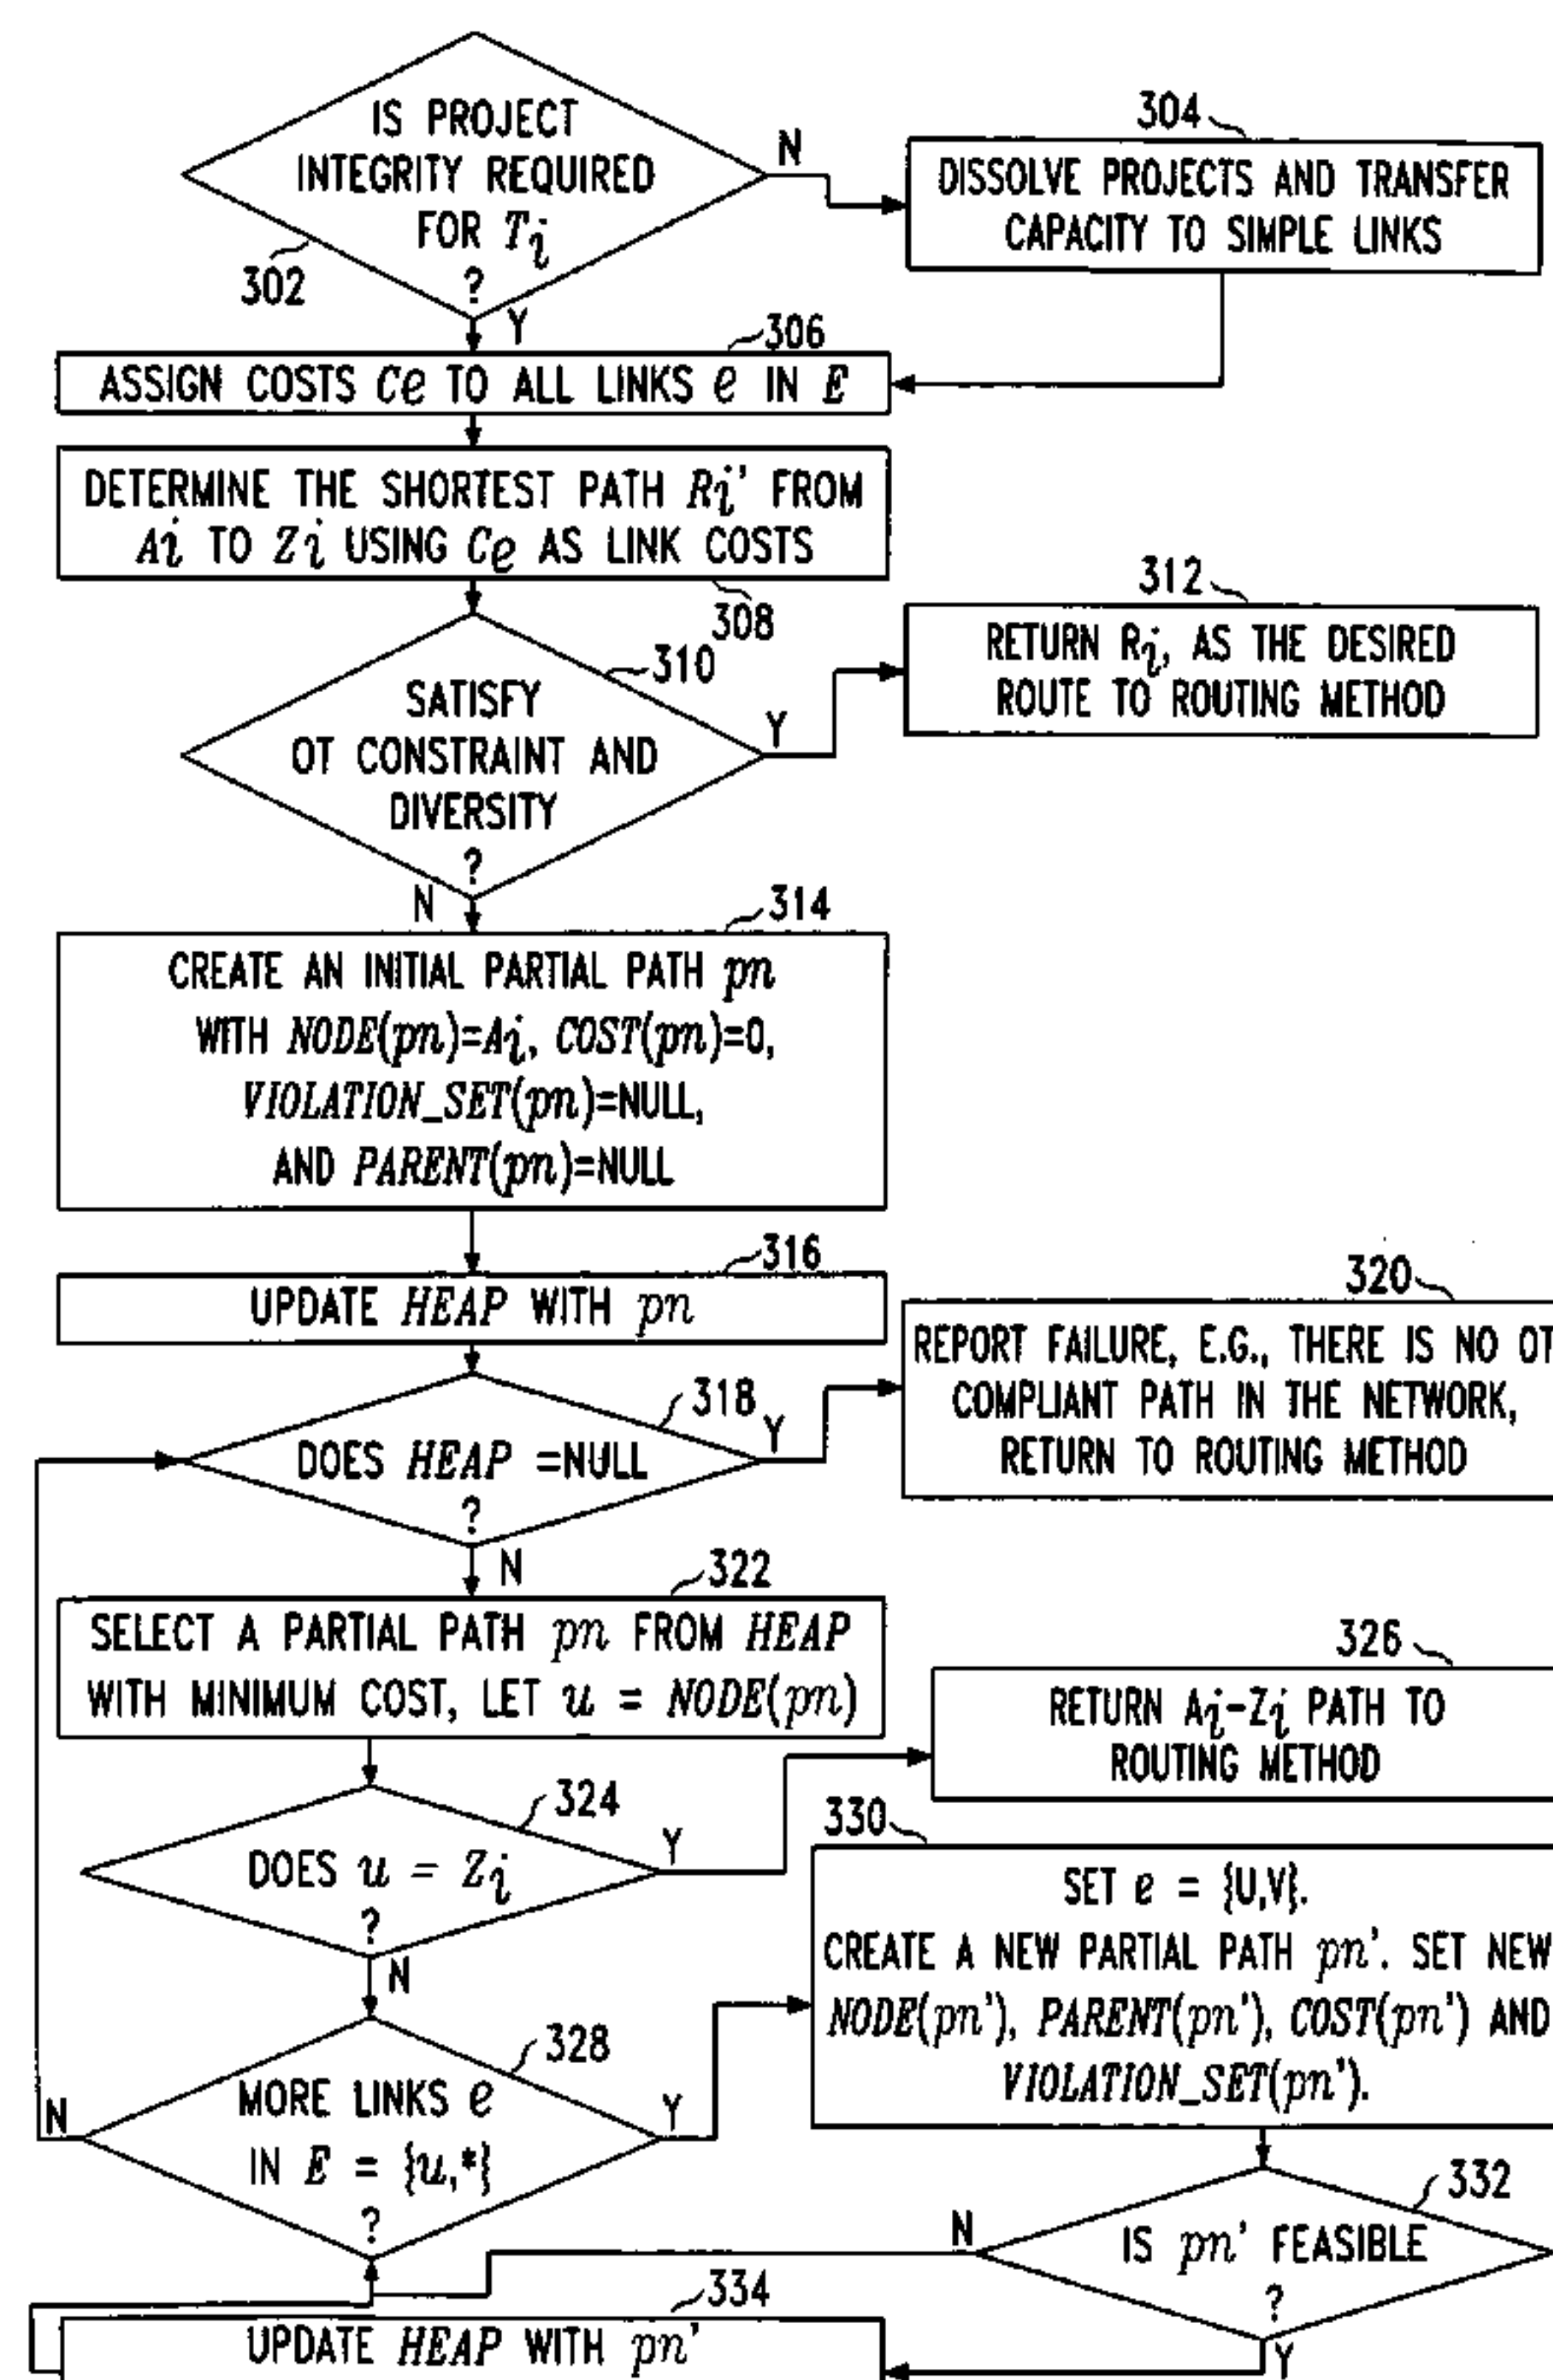 IS PROJECT
INTEGRITY REQUIRED
FOR Ti
?
302
N
Y
304
DISSOLVE PROJECTS AND TRANSFER
CAPACITY TO SIMPLE LINKS
306
ASSIGN COSTS Ce TO ALL LINKS e IN E
DETERMINE THE SHORTEST PATH Ri' FROM
Ai TO Zi USING Ce AS LINK COSTS
308
310
SATISFY
OT CONSTRAINT AND
DIVERSITY
?
Y
N
312
RETURN Ri, AS THE DESIRED
ROUTE TO ROUTING METHOD
314
CREATE AN INITIAL PARTIAL PATH pn
WITH NODE(pn)=Ai, COST(pn)=0,
VIOLATION_SET(pn)=NULL,
AND PARENT(pn)=NULL
316
UPDATE HEAP WITH pn
318
DOES HEAP =NULL
?
Y
N
320
REPORT FAILURE, E.G., THERE IS NO OT
COMPLIANT PATH IN THE NETWORK,
RETURN TO ROUTING METHOD
322
SELECT A PARTIAL PATH pn FROM HEAP
WITH MINIMUM COST, LET u = NODE(pn)
324
DOES u = Zi
?
Y
N
326
RETURN Ai-Zi PATH TO
ROUTING METHOD
328
MORE LINKS e
IN E = {u,*}
?
N
Y
330
SET e = {U,V}.
CREATE A NEW PARTIAL PATH pn'. SET NEW
NODE(pn'), PARENT(pn'), COST(pn') AND
VIOLATION_SET(pn').
332
IS pn' FEASIBLE
?
N
Y
334
UPDATE HEAP WITH pn'